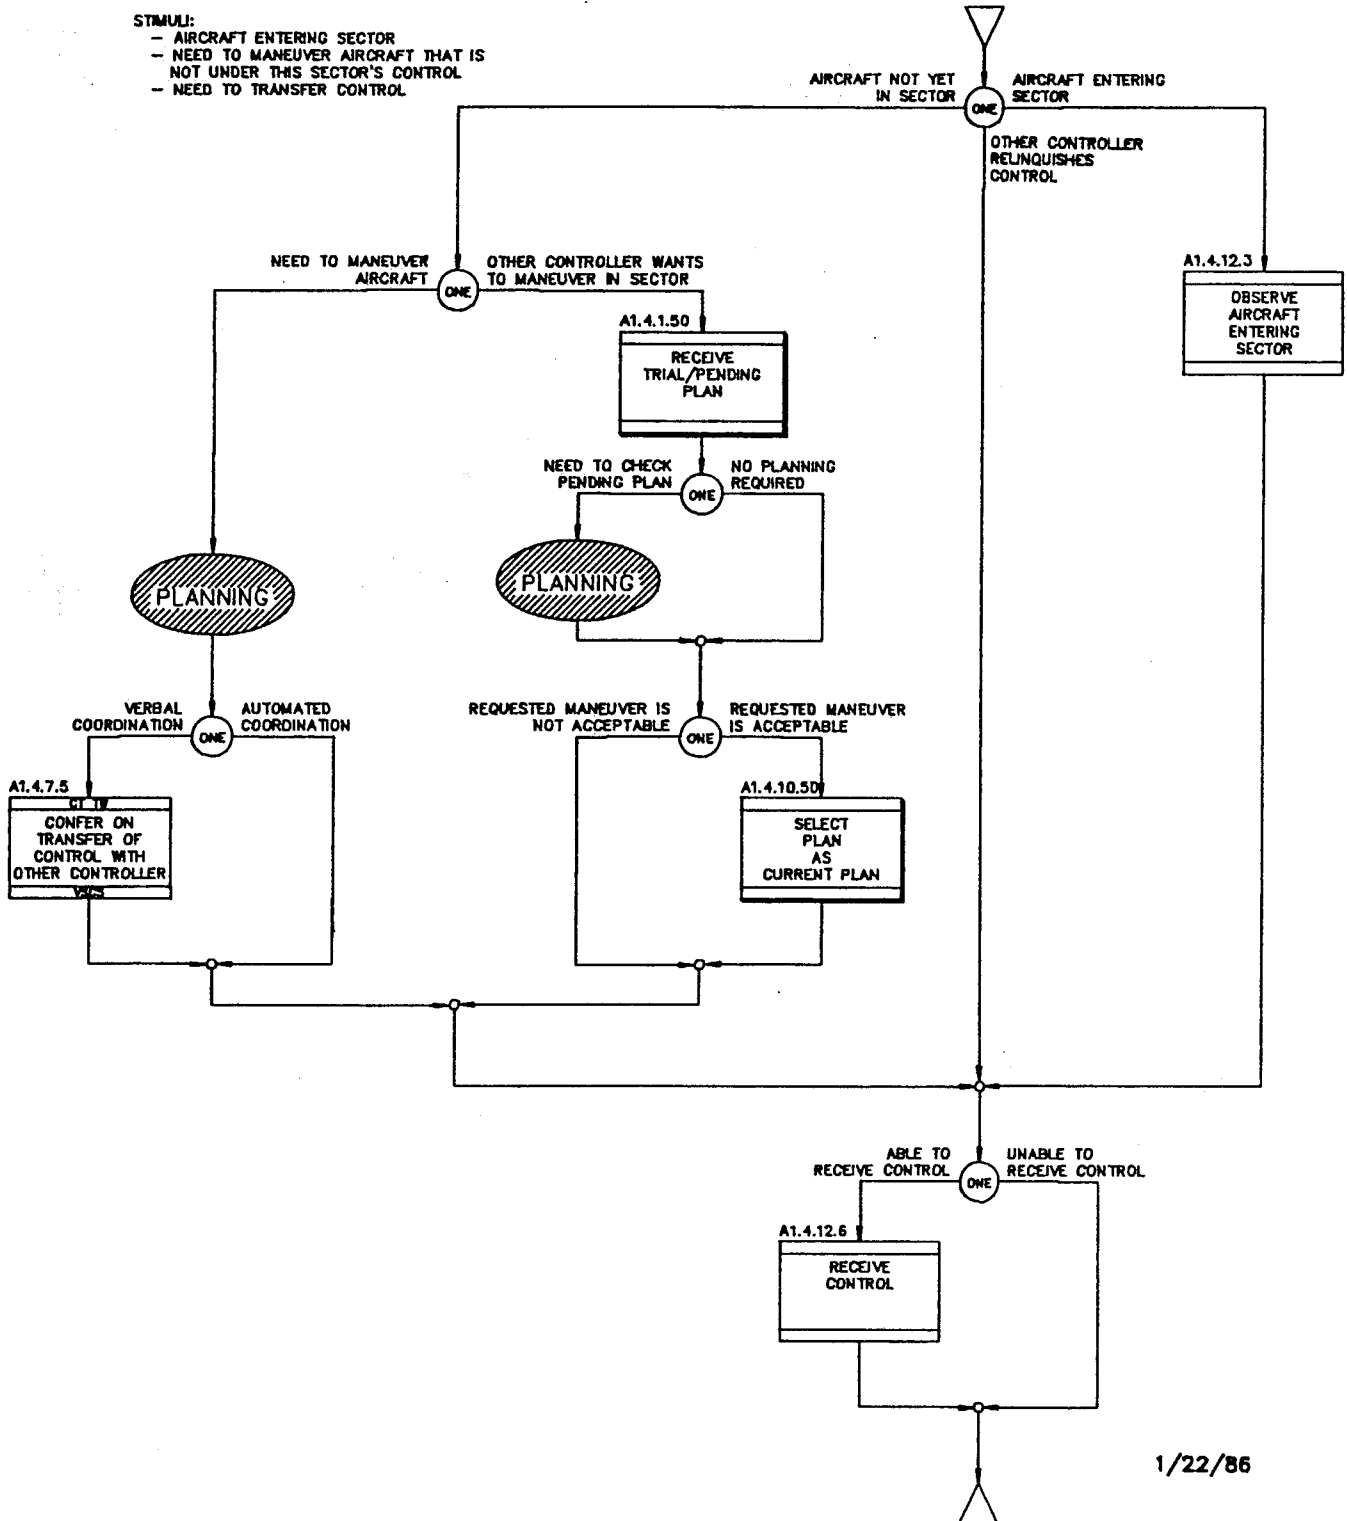 STIMULI:
– AIRCRAFT ENTERING SECTOR
– NEED TO MANEUVER AIRCRAFT THAT IS
NOT UNDER THIS SECTOR'S CONTROL
– NEED TO TRANSFER CONTROL
AIRCRAFT NOT YET
IN SECTOR
ONE
AIRCRAFT ENTERING
SECTOR
OTHER CONTROLLER
RELINQUISHES
CONTROL
NEED TO MANEUVER
AIRCRAFT
ONE
OTHER CONTROLLER WANTS
TO MANEUVER IN SECTOR
A1.4.12.3
OBSERVE
AIRCRAFT
ENTERING
SECTOR
A1.4.1.50
RECEIVE
TRIAL/PENDING
PLAN
NEED TO CHECK
PENDING PLAN
ONE
NO PLANNING
REQUIRED
PLANNING
PLANNING
VERBAL
COORDINATION
ONE
AUTOMATED
COORDINATION
REQUESTED MANEUVER IS
NOT ACCEPTABLE
ONE
REQUESTED MANEUVER
IS ACCEPTABLE
A1.4.7.5
CONFER ON
TRANSFER OF
CONTROL WITH
OTHER CONTROLLER
VSCS
A1.4.10.50
SELECT
PLAN
AS
CURRENT PLAN
ABLE TO
RECEIVE CONTROL
ONE
UNABLE TO
RECEIVE CONTROL
A1.4.12.6
RECEIVE
CONTROL
1/22/86